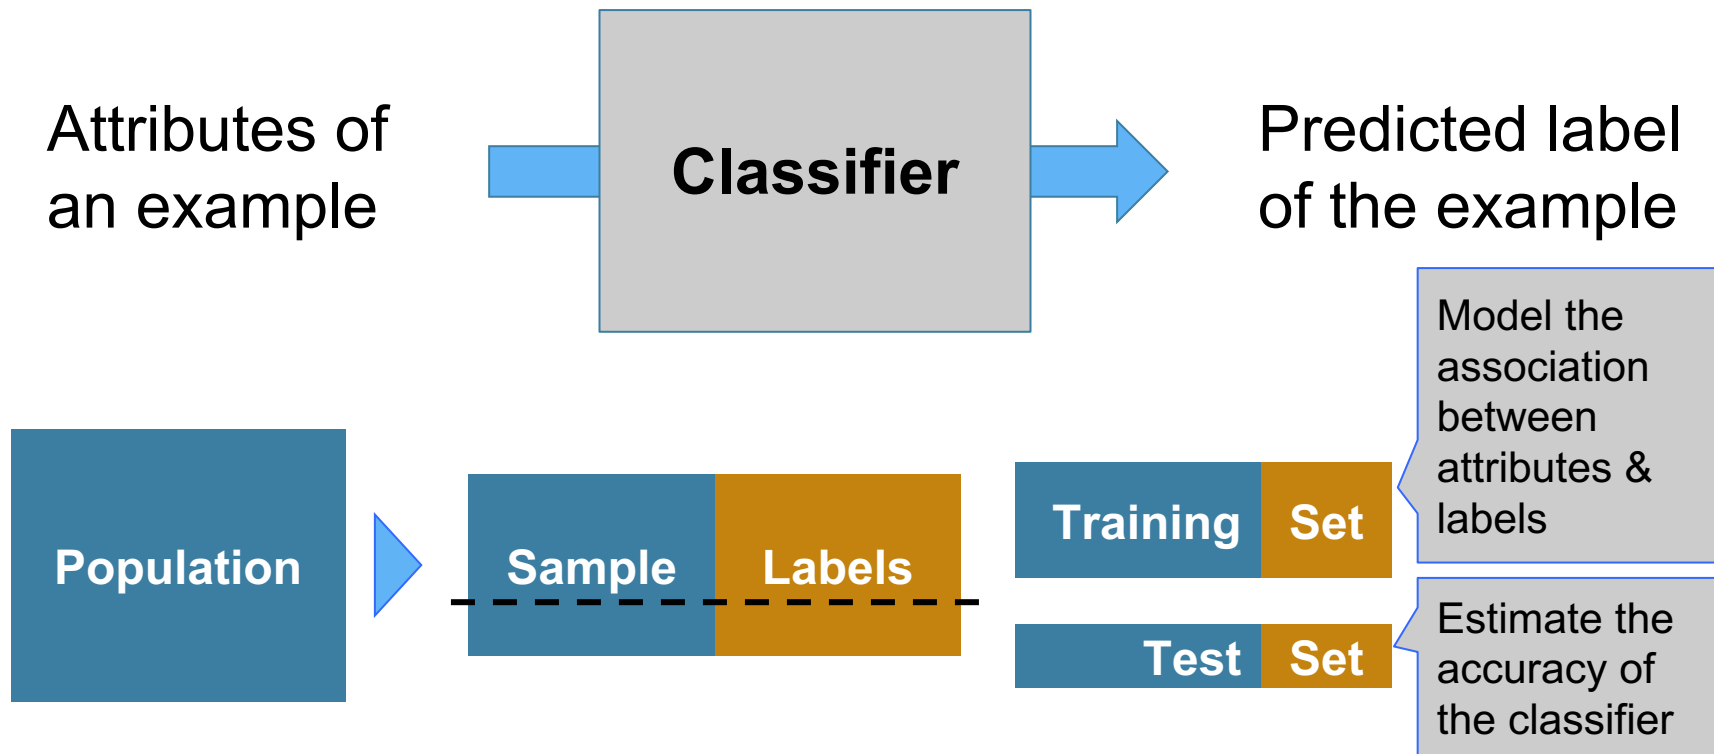 Attributes of
an example
Classifier
Predicted label
of the example
Population
Sample
Labels
Training Set
Test Set
Model the
association
between
attributes &
labels
Estimate the
accuracy of
the classifier